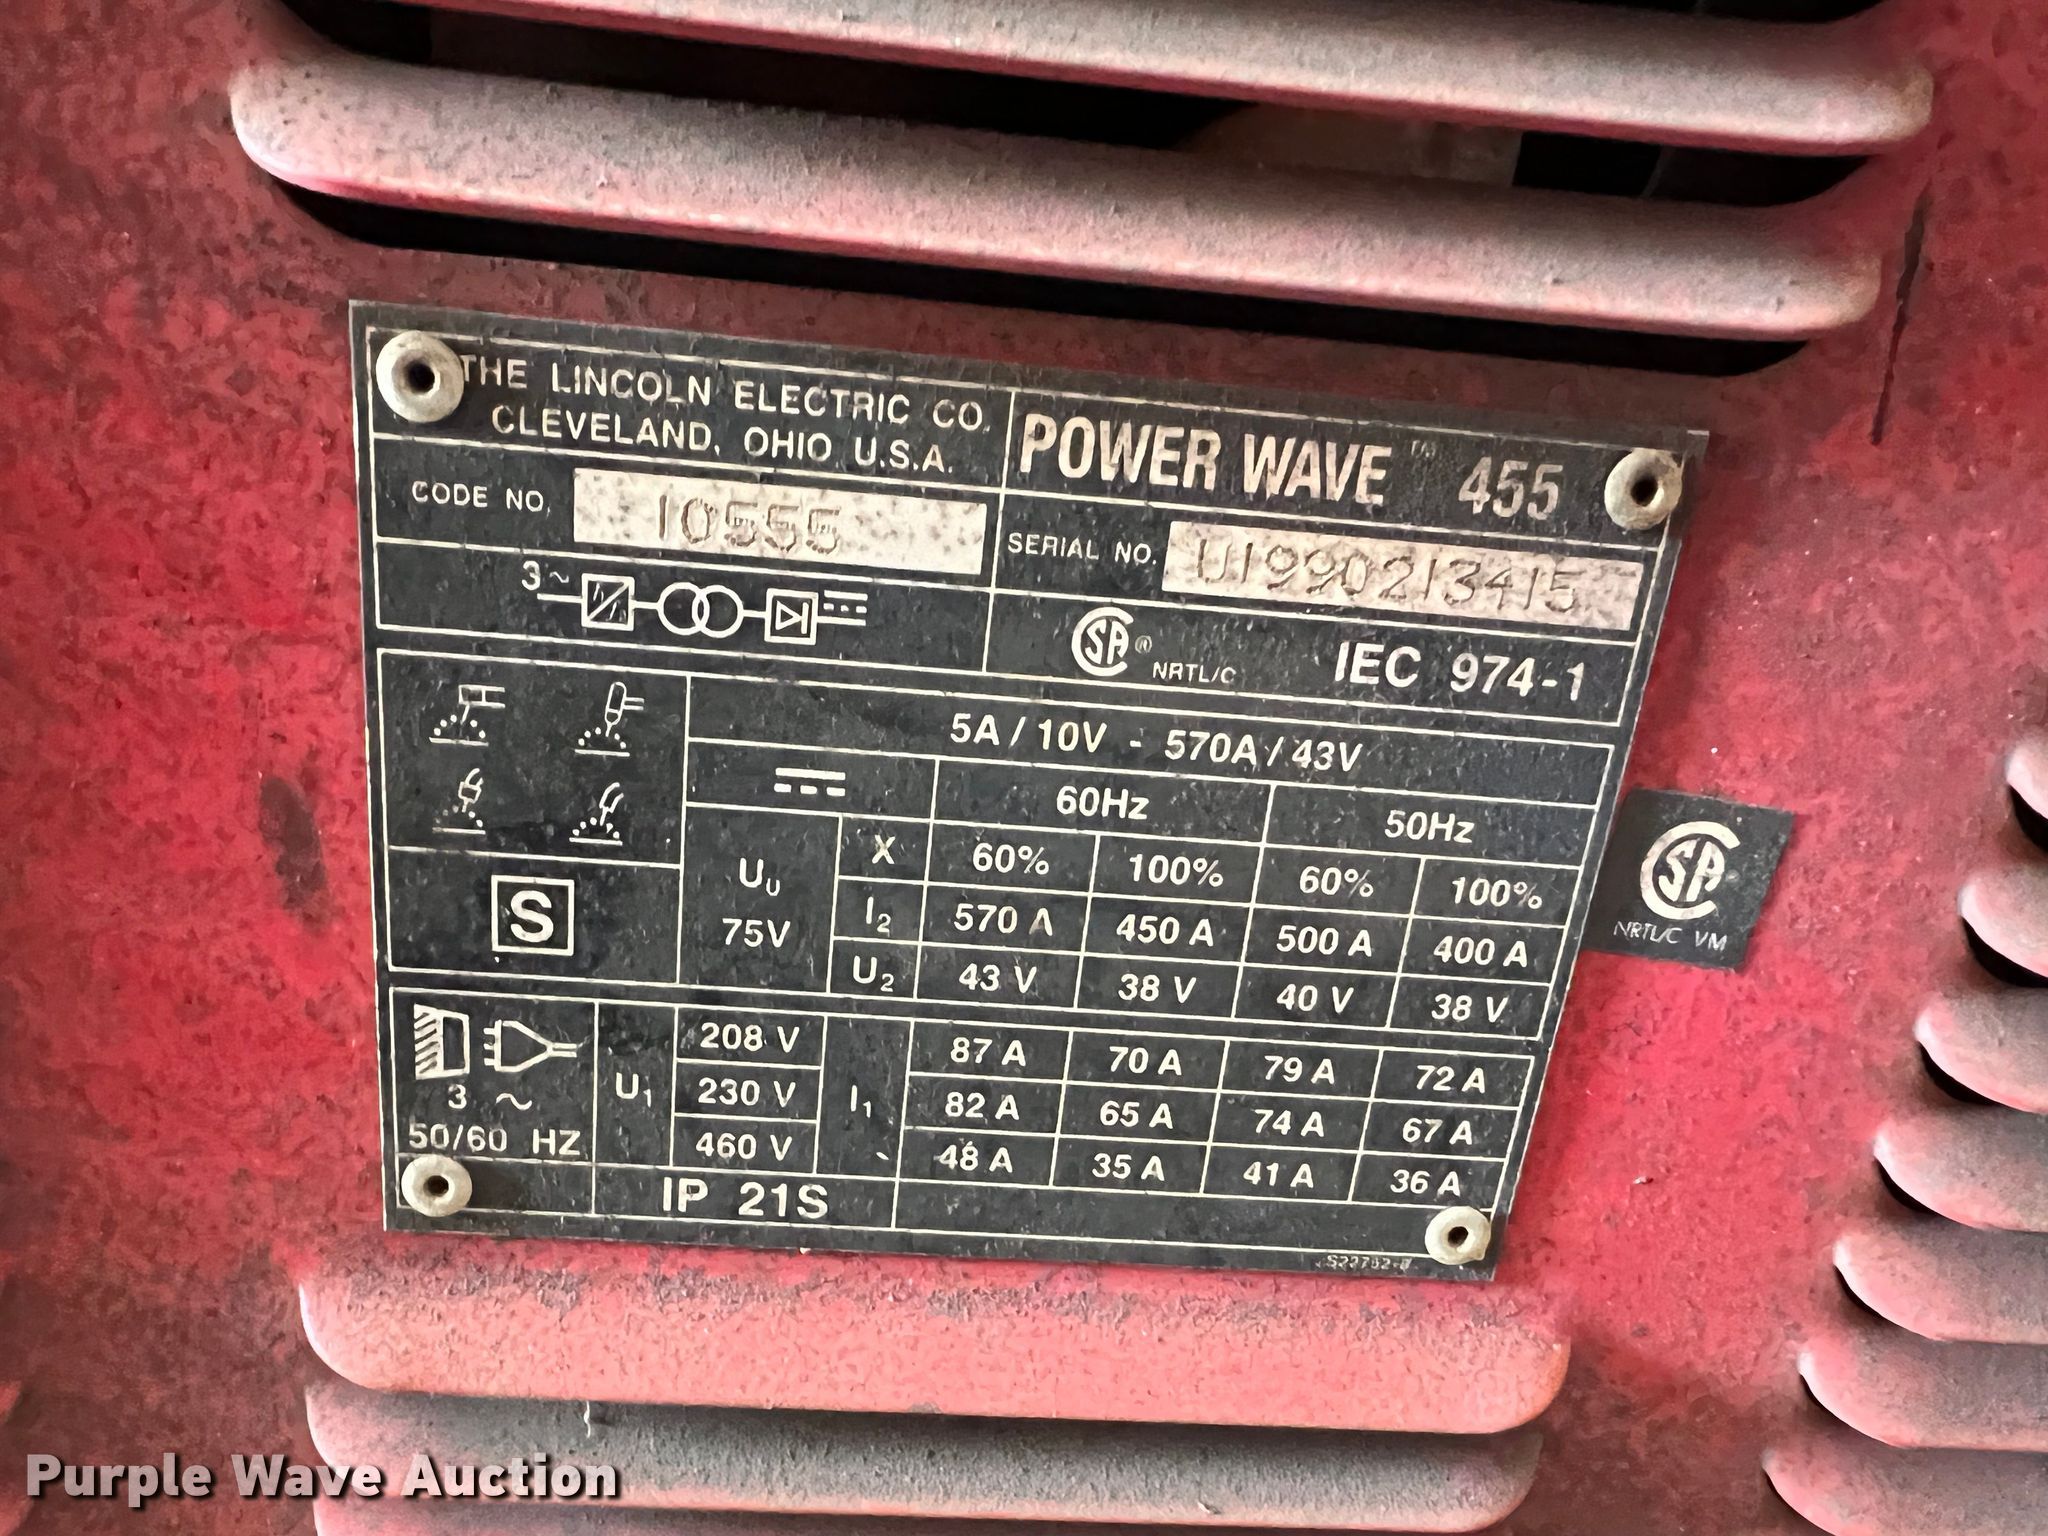 THE LINCOLN ELECTRIC CO.
CLEVELAND, OHIO U.S.A.
POWER WAVE™ 455
CODE NO. 10555
SERIAL NO. U1990213415
3~
® NRTL/C IEC 974-1
5A / 10V - 570A / 43V
60Hz 50Hz
X 60% 100% 60% 100%
U₀ 75V
I₂ 570 A 450 A 500 A 400 A
U₂ 43 V 38 V 40 V 38 V
S
CSA
NRTL/C VM
3 ~
50/60 HZ
U₁ I₁
208 V 87 A 70 A 79 A 72 A
230 V 82 A 65 A 74 A 67 A
460 V 48 A 35 A 41 A 36 A
IP 21S
Purple Wave Auction